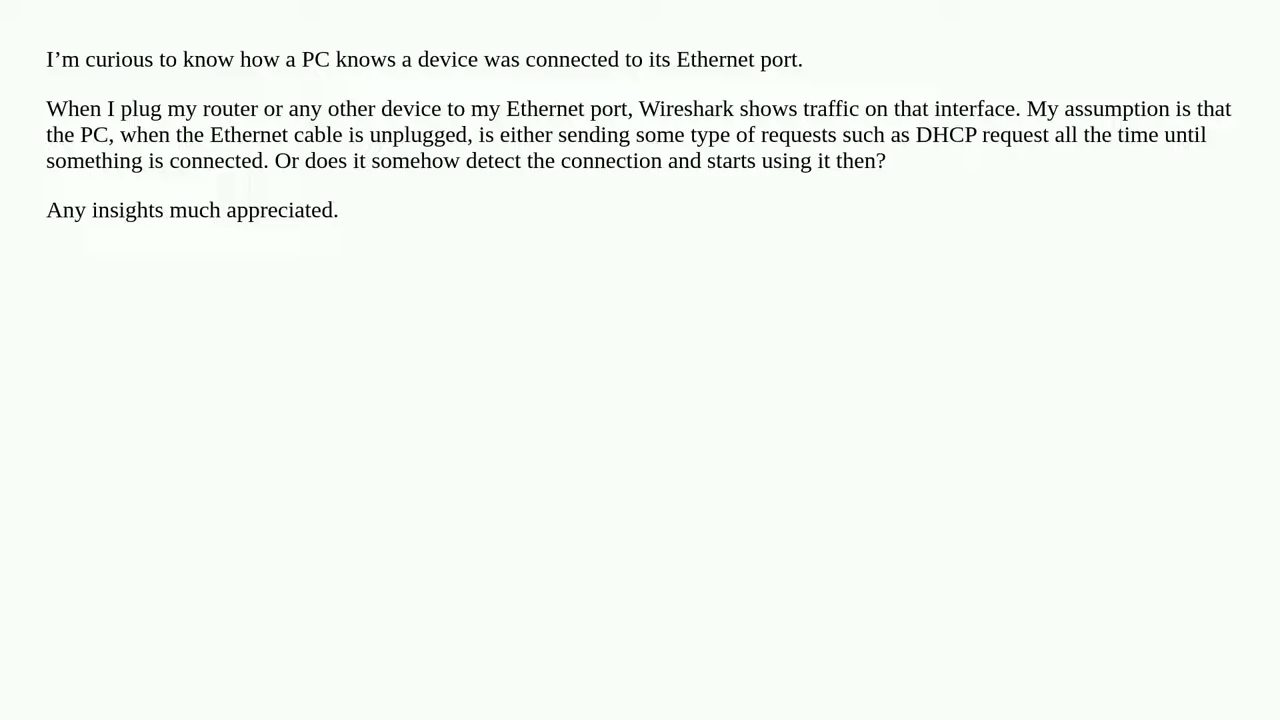 I’m curious to know how a PC knows a device was connected to its Ethernet port.
When I plug my router or any other device to my Ethernet port, Wireshark shows traffic on that interface. My assumption is that
the PC, when the Ethernet cable is unplugged, is either sending some type of requests such as DHCP request all the time until
something is connected. Or does it somehow detect the connection and starts using it then?
Any insights much appreciated.